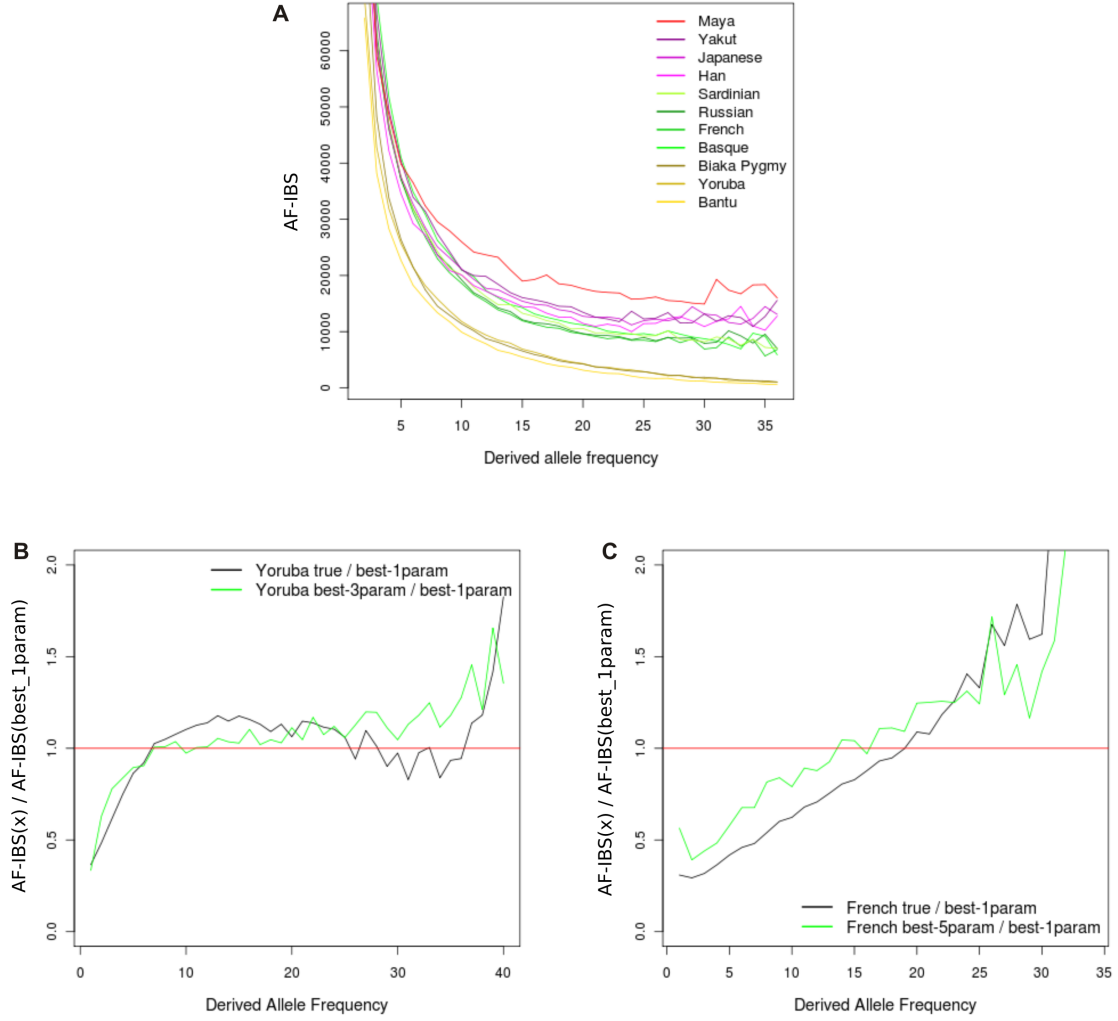 A
AF-IBS
60000
50000
40000
30000
20000
10000
0
Maya
Yakut
Japanese
Han
Sardinian
Russian
French
Basque
Biaka Pygmy
Yoruba
Bantu
5 10 15 20 25 30 35
Derived allele frequency
B
AF-IBS(x) / AF-IBS(best_1param)
2.0
1.5
1.0
0.5
0.0
Yoruba true / best-1param
Yoruba best-3param / best-1param
0 10 20 30 40
Derived Allele Frequency
C
AF-IBS(x) / AF-IBS(best_1param)
2.0
1.5
1.0
0.5
0.0
French true / best-1param
French best-5param / best-1param
0 5 10 15 20 25 30 35
Derived Allele Frequency